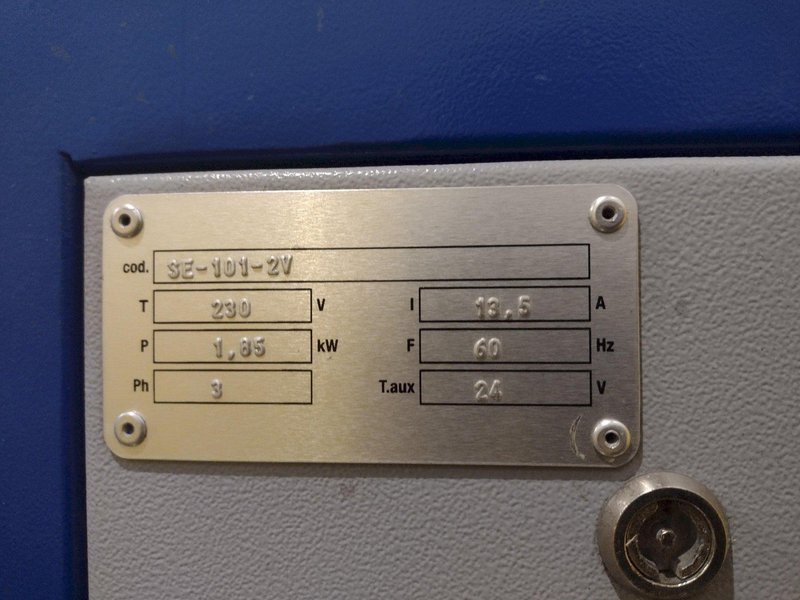 cod. SE-101-2V
T 230 V I 13,5 A
P 1,85 kW F 60 Hz
Ph 3 T.aux 24 V